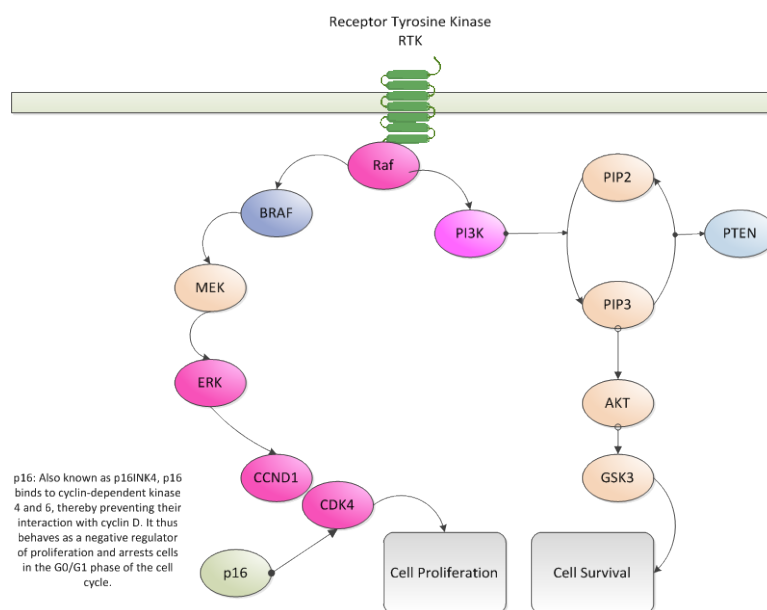 Receptor Tyrosine Kinase
RTK
Raf
PIP2
BRAF
PI3K
PTEN
MEK
PIP3
ERK
AKT
CCND1
GSK3
CDK4
p16: Also known as p16INK4, p16
binds to cyclin-dependent kinase
4 and 6, thereby preventing their
interaction with cyclin D. It thus
behaves as a negative regulator
of proliferation and arrests cells
in the G0/G1 phase of the cell
cycle.
p16
Cell Proliferation
Cell Survival